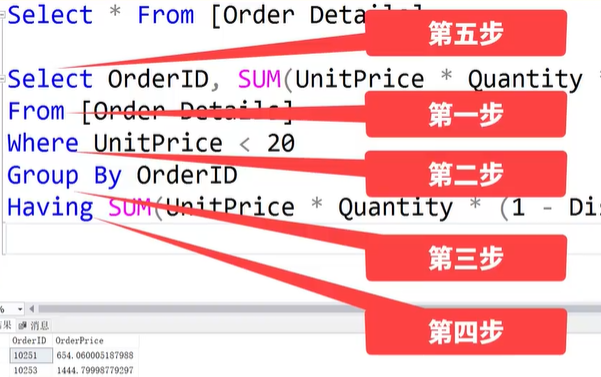 Select * From [Order Details]
第五步
Select OrderID, SUM(UnitPrice * Quantity *
From [Order Details]
第一步
Where UnitPrice < 20
第二步
Group By OrderID
Having SUM(UnitPrice * Quantity * (1 - Dis
第三步
第四步
%
结果 消息
OrderID OrderPrice
10251 654.060005187988
10253 1444.79998779297